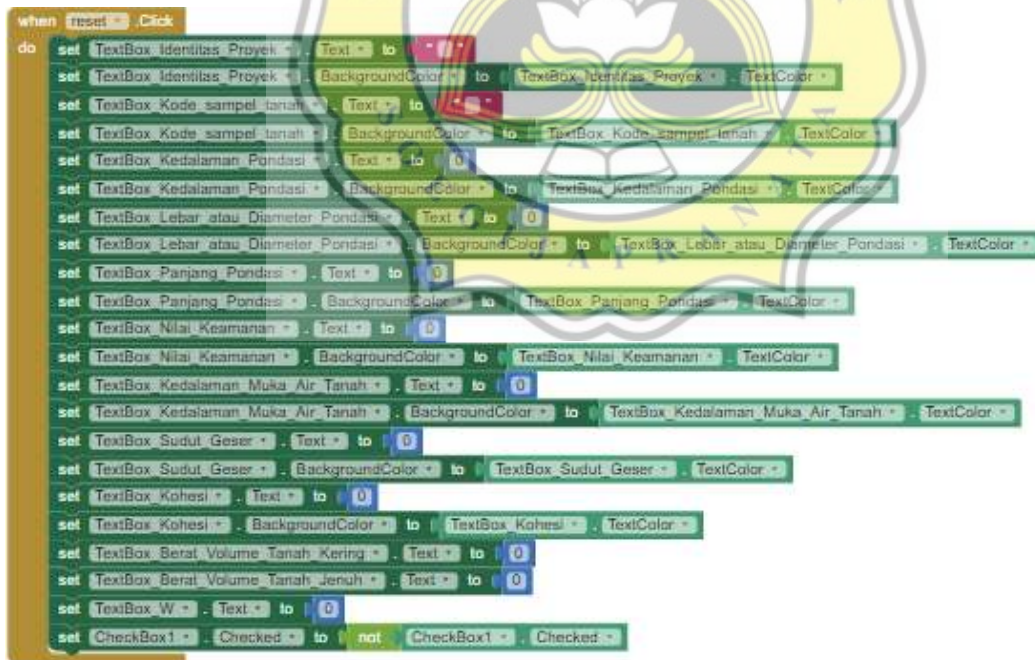 when reset .Click
do set TextBox_Identitas_Proyek . Text to " "
set TextBox_Identitas_Proyek . BackgroundColor to TextBox_Identitas_Proyek . TextColor
set TextBox_Kode_sampel_tanah . Text to " "
set TextBox_Kode_sampel_tanah . BackgroundColor to TextBox_Kode_sampel_tanah . TextColor
set TextBox_Kedalaman_Pondasi . Text to 0
set TextBox_Kedalaman_Pondasi . BackgroundColor to TextBox_Kedalaman_Pondasi . TextColor
set TextBox_Lebar_atau_Diameter_Pondasi . Text to 0
set TextBox_Lebar_atau_Diameter_Pondasi . BackgroundColor to TextBox_Lebar_atau_Diameter_Pondasi . TextColor
set TextBox_Panjang_Pondasi . Text to 0
set TextBox_Panjang_Pondasi . BackgroundColor to TextBox_Panjang_Pondasi . TextColor
set TextBox_Nilai_Keamanan . Text to 0
set TextBox_Nilai_Keamanan . BackgroundColor to TextBox_Nilai_Keamanan . TextColor
set TextBox_Kedalaman_Muka_Air_Tanah . Text to 0
set TextBox_Kedalaman_Muka_Air_Tanah . BackgroundColor to TextBox_Kedalaman_Muka_Air_Tanah . TextColor
set TextBox_Sudut_Geser . Text to 0
set TextBox_Sudut_Geser . BackgroundColor to TextBox_Sudut_Geser . TextColor
set TextBox_Kohesi . Text to 0
set TextBox_Kohesi . BackgroundColor to TextBox_Kohesi . TextColor
set TextBox_Berat_Volume_Tanah_Kering . Text to 0
set TextBox_Berat_Volume_Tanah_Jenuh . Text to 0
set TextBox_W . Text to 0
set CheckBox1 . Checked to not CheckBox1 . Checked